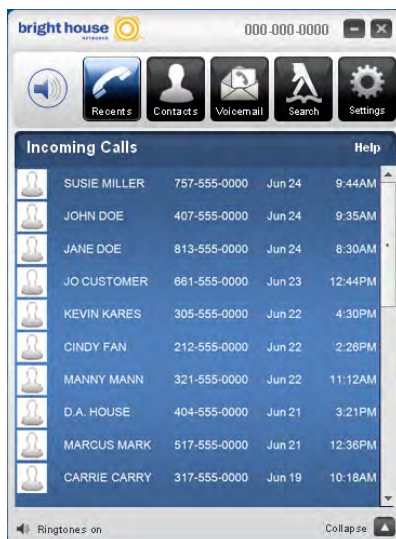 bright house
NETWORKS
000-000-0000
Recents Contacts Voicemail Search Settings
Incoming Calls Help
SUSIE MILLER 757-555-0000 Jun 24 9:44AM
JOHN DOE 407-555-0000 Jun 24 9:35AM
JANE DOE 813-555-0000 Jun 24 8:30AM
JO CUSTOMER 661-555-0000 Jun 23 12:44PM
KEVIN KARES 305-555-0000 Jun 22 4:30PM
CINDY FAN 212-555-0000 Jun 22 2:26PM
MANNY MANN 321-555-0000 Jun 22 11:12AM
D.A. HOUSE 404-555-0000 Jun 21 3:21PM
MARCUS MARK 517-555-0000 Jun 21 12:36PM
CARRIE CARRY 317-555-0000 Jun 19 10:18AM
Ringtones on Collapse